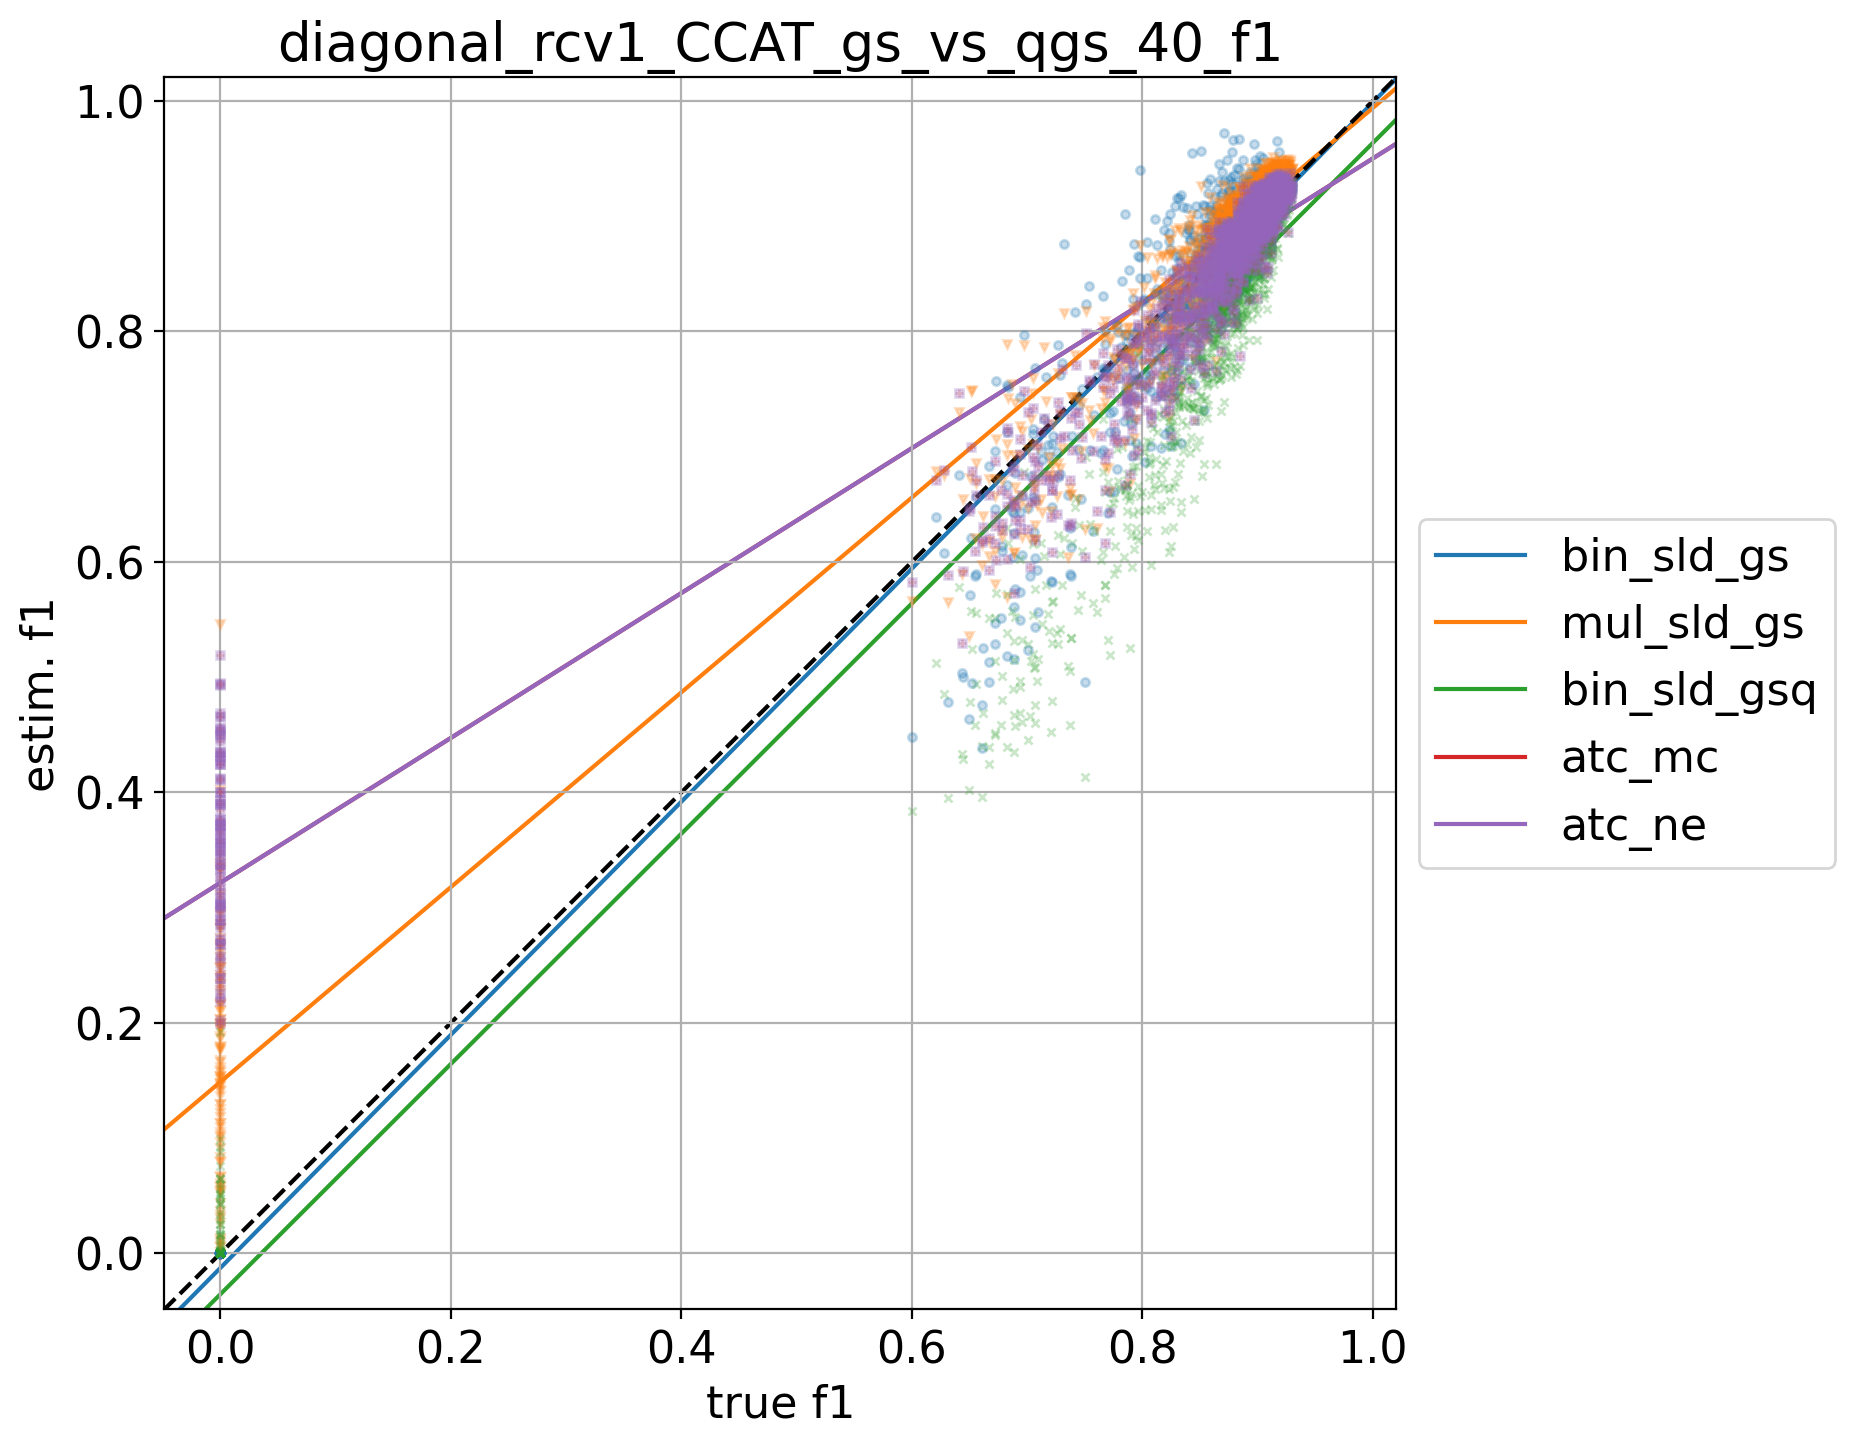 diagonal_rcv1_CCAT_gs_vs_qgs_40_f1
1.0
0.8
0.6
0.4
0.2
0.0
estim. f1
0.0 0.2 0.4 0.6 0.8 1.0
true f1
bin_sld_gs
mul_sld_gs
bin_sld_gsq
atc_mc
atc_ne